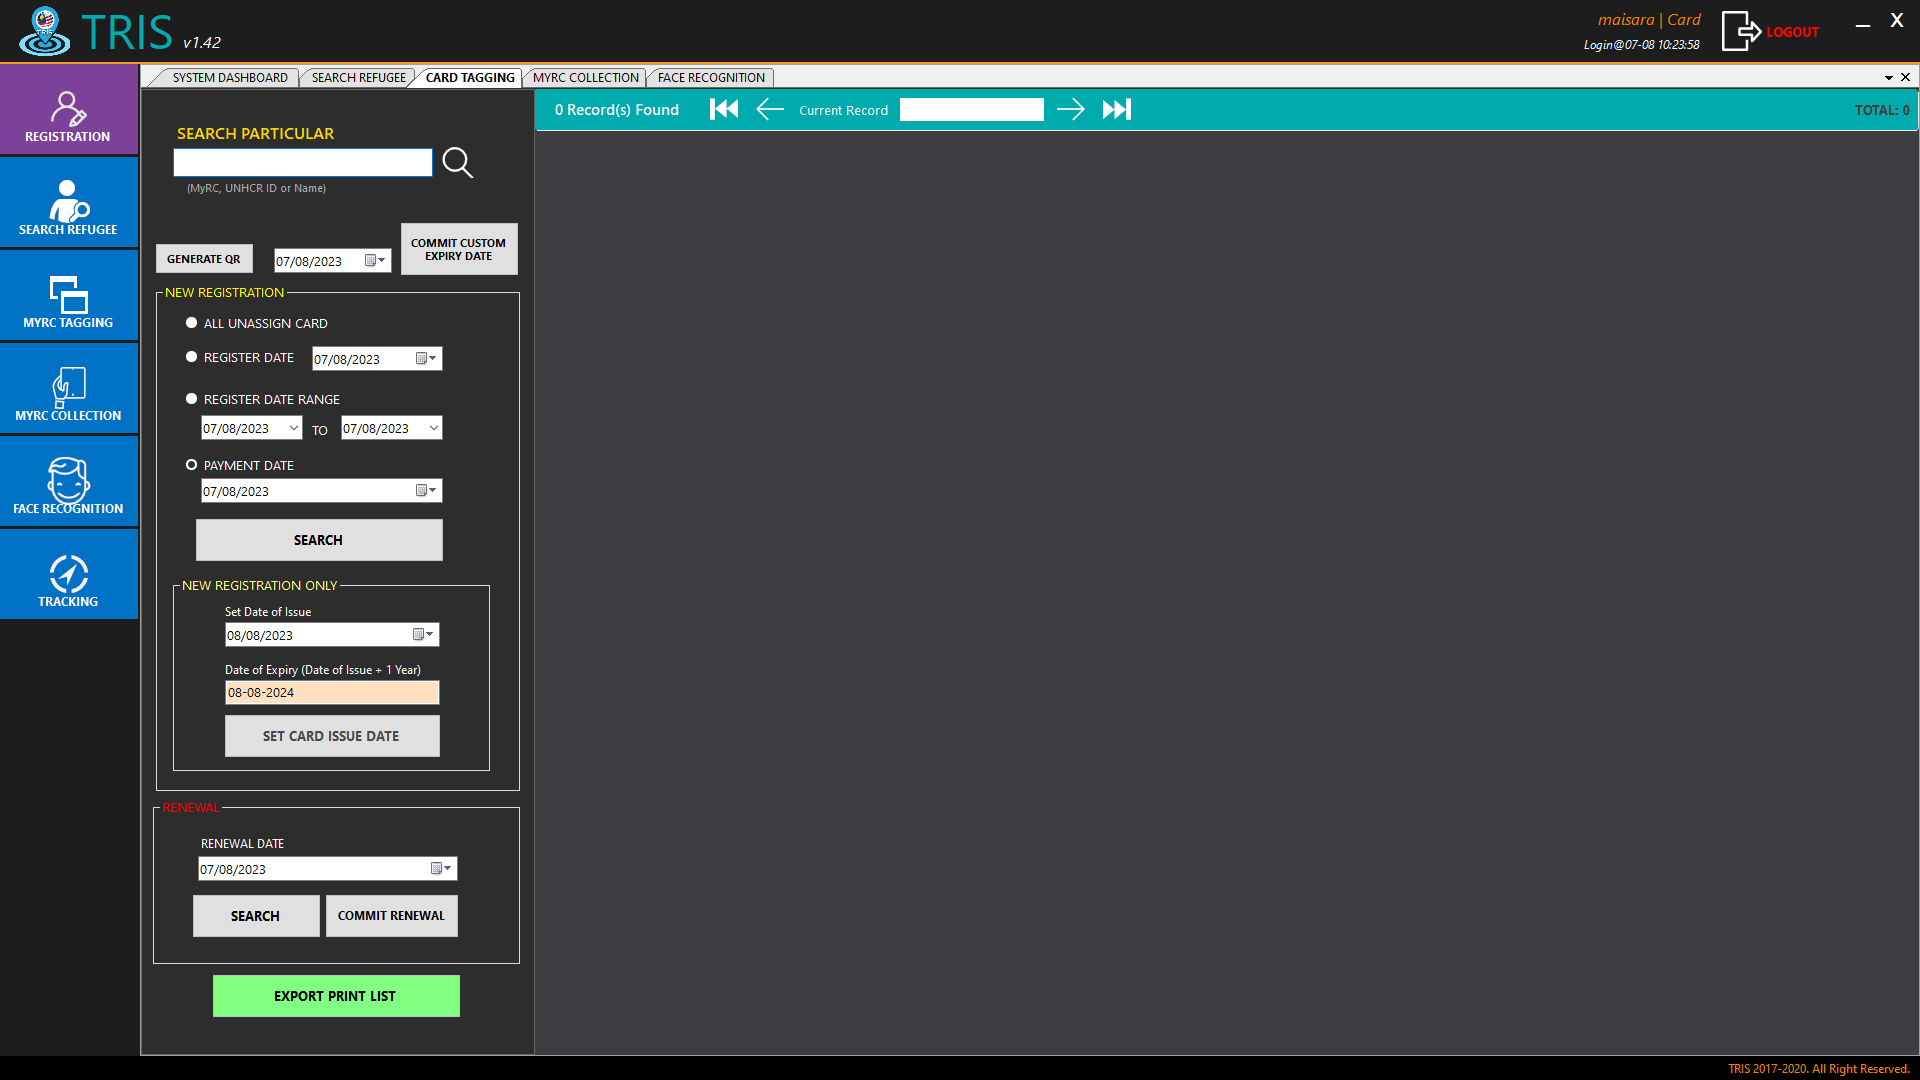 TRIS v1.42
maisara | Card
Login@07-08 10:23:58
LOGOUT
X
SYSTEM DASHBOARD
SEARCH REFUGEE
CARD TAGGING
MYRC COLLECTION
FACE RECOGNITION
REGISTRATION
SEARCH REFUGEE
MYRC TAGGING
MYRC COLLECTION
FACE RECOGNITION
TRACKING
0 Record(s) Found
Current Record
TOTAL: 0
SEARCH PARTICULAR
(MyRC, UNHCR ID or Name)
GENERATE QR
07/08/2023
COMMIT CUSTOM
EXPIRY DATE
NEW REGISTRATION
ALL UNASSIGN CARD
REGISTER DATE
07/08/2023
REGISTER DATE RANGE
07/08/2023 TO 07/08/2023
PAYMENT DATE
07/08/2023
SEARCH
NEW REGISTRATION ONLY
Set Date of Issue
08/08/2023
Date of Expiry (Date of Issue + 1 Year)
08-08-2024
SET CARD ISSUE DATE
RENEWAL
RENEWAL DATE
07/08/2023
SEARCH
COMMIT RENEWAL
EXPORT PRINT LIST
TRIS 2017-2020. All Right Reserved.